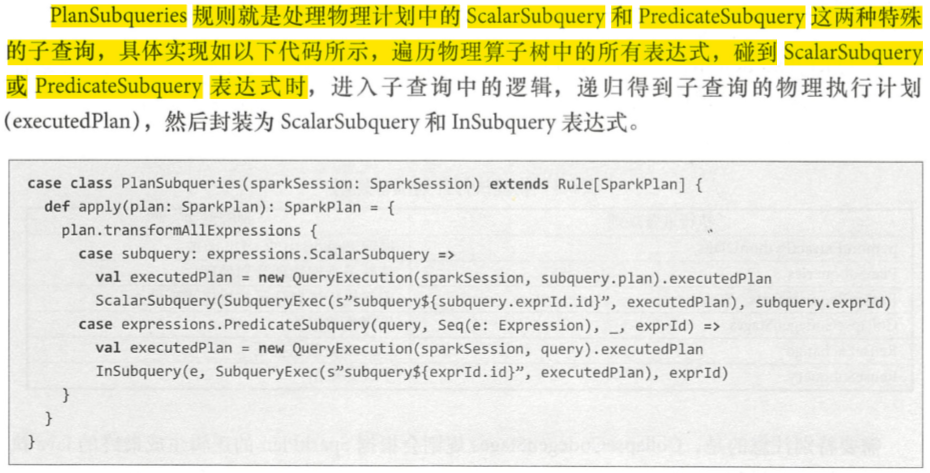 PlanSubqueries 规则就是处理物理计划中的 ScalarSubquery 和 PredicateSubquery 这两种特殊
的子查询，具体实现如以下代码所示，遍历物理算子树中的所有表达式，碰到 ScalarSubquery
或 PredicateSubquery 表达式时，进入子查询中的逻辑，递归得到子查询的物理执行计划
(executedPlan)，然后封装为 ScalarSubquery 和 InSubquery 表达式。
case class PlanSubqueries(sparkSession: SparkSession) extends Rule[SparkPlan] {
  def apply(plan: SparkPlan): SparkPlan = {
    plan.transformAllExpressions {
      case subquery: expressions.ScalarSubquery =>
        val executedPlan = new QueryExecution(sparkSession, subquery.plan).executedPlan
        ScalarSubquery(SubqueryExec(s”subquery${subquery.exprId.id}”, executedPlan), subquery.exprId)
      case expressions.PredicateSubquery(query, Seq(e: Expression), _, exprId) =>
        val executedPlan = new QueryExecution(sparkSession, query).executedPlan
        InSubquery(e, SubqueryExec(s”subquery${exprId.id}”, executedPlan), exprId)
    }
  }
}